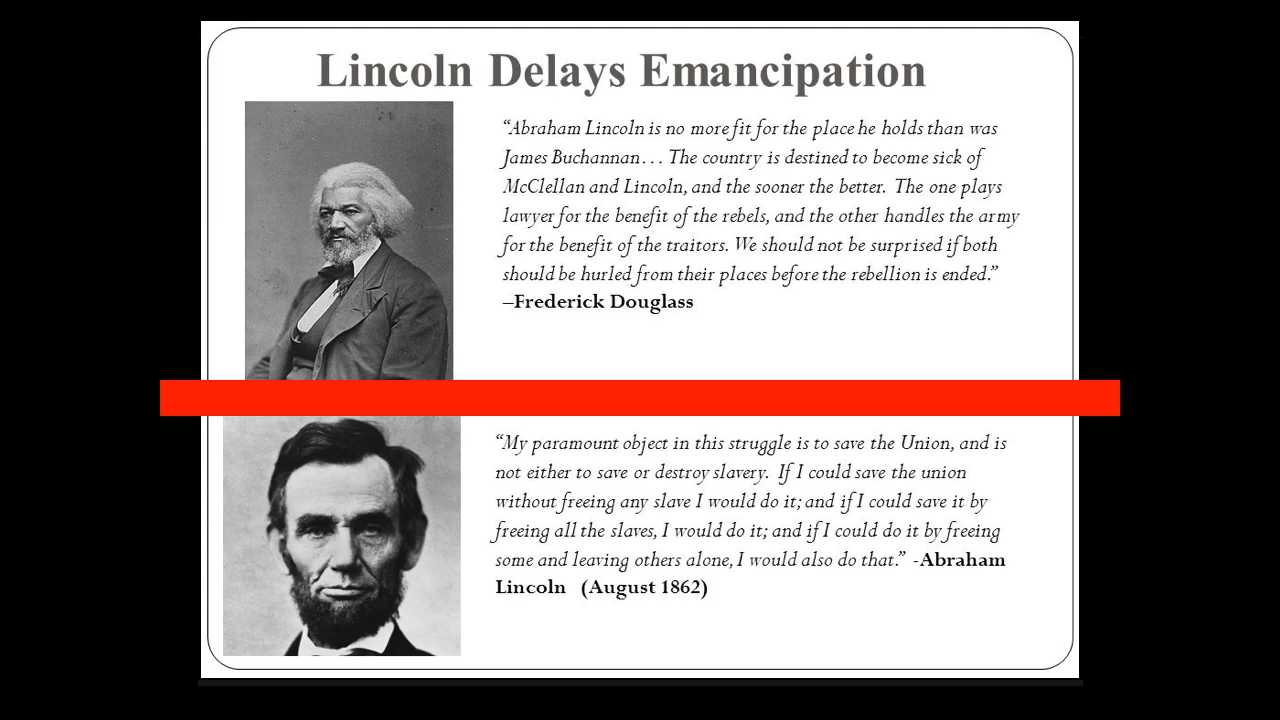 Lincoln Delays Emancipation
“Abraham Lincoln is no more fit for the place he holds than was
James Buchannan… The country is destined to become sick of
McClellan and Lincoln, and the sooner the better. The one plays
lawyer for the benefit of the rebels, and the other handles the army
for the benefit of the traitors. We should not be surprised if both
should be hurled from their places before the rebellion is ended.”
–Frederick Douglass
“My paramount object in this struggle is to save the Union, and is
not either to save or destroy slavery. If I could save the union
without freeing any slave I would do it; and if I could save it by
freeing all the slaves, I would do it; and if I could do it by freeing
some and leaving others alone, I would also do that.” -Abraham
Lincoln (August 1862)